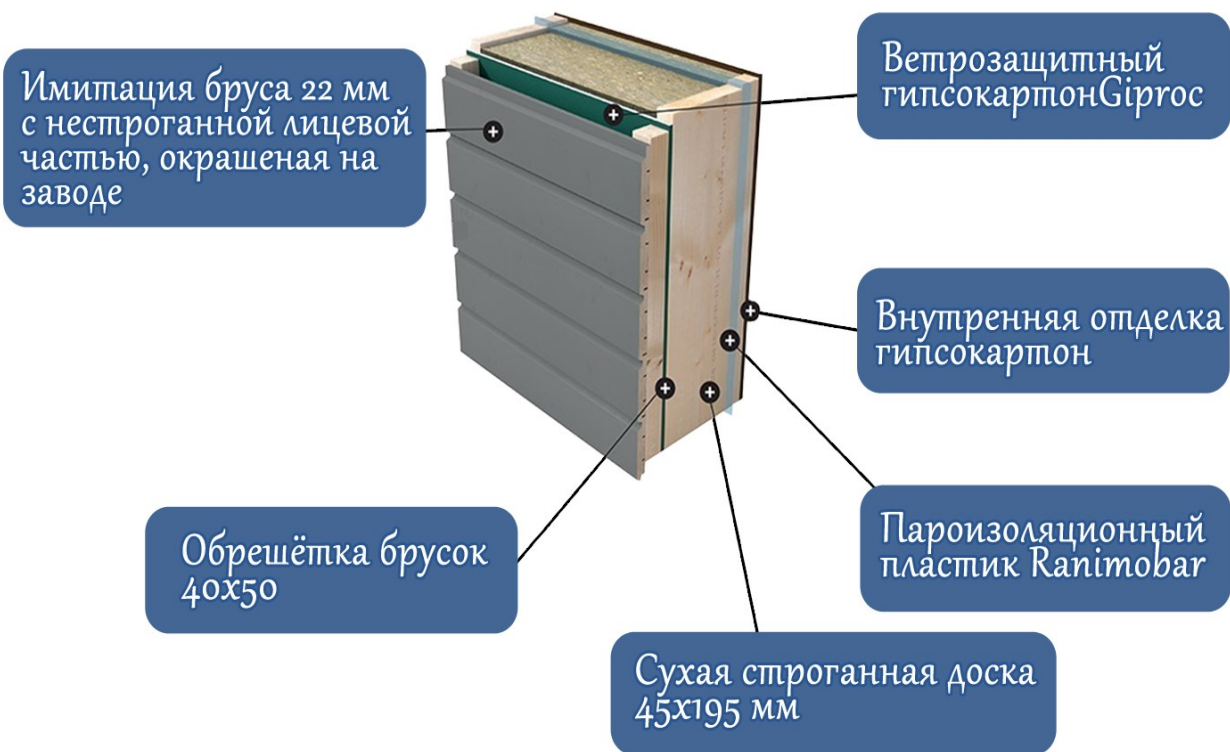 Имитация бруса 22 мм
с нестроганной лицевой
частью, окрашеная на
заводе
Ветрозащитный
гипсокартонGiproc
Внутренняя отделка
гипсокартон
Обрешётка брусок
40х50
Пароизоляционный
пластик Ranimobar
Сухая строганная доска
45х195 мм